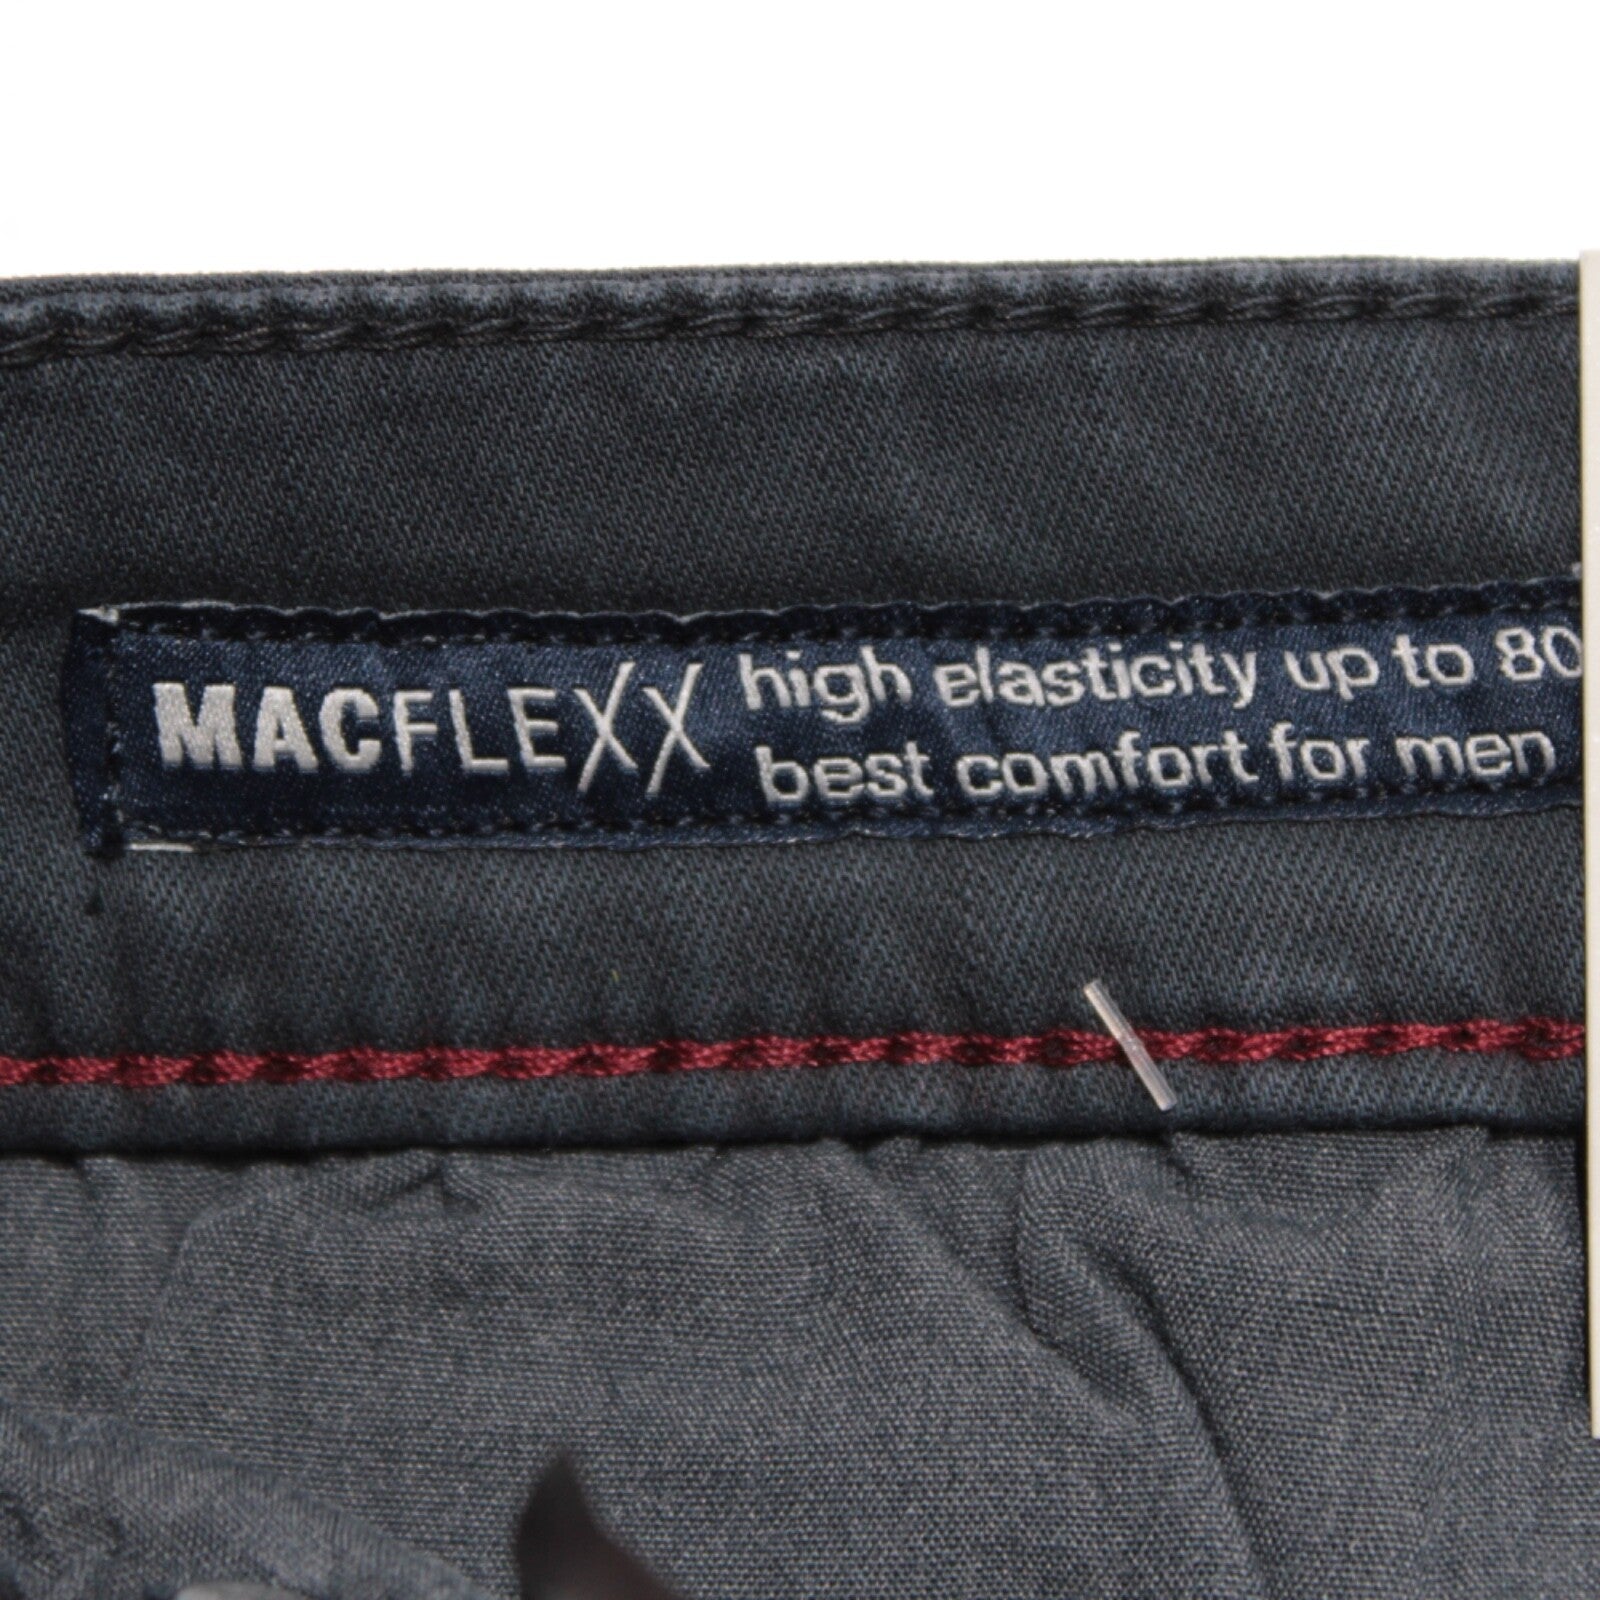 MACFLEXX
high elasticity up to 80
best comfort for men